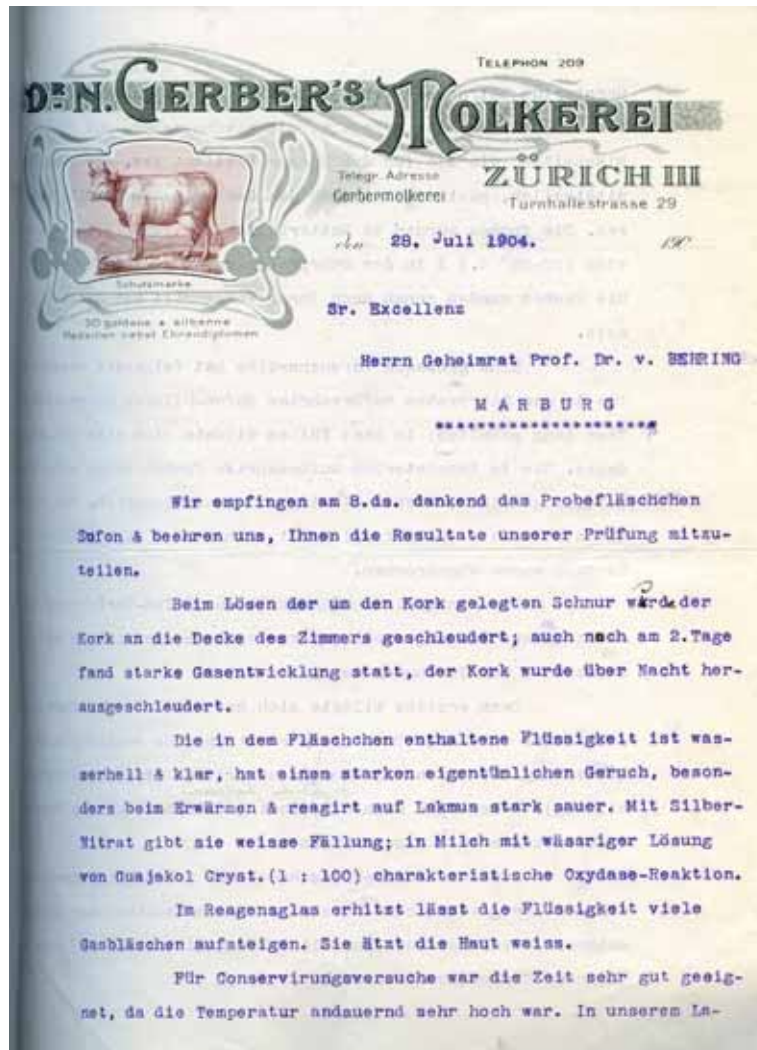 TELEPHON 209
DR. N. GERBER'S MOLKEREI
Telegr. Adresse
Gerbermolkerei
ZÜRICH III
Turnhallestrasse 29
Schutzmarke
30 goldene & silberne
Medaillen nebst Ehrendiplomen
den 28. Juli 1904. 190
Sr. Excellenz
Herrn Geheimrat Prof. Dr. v. BEHRING
MARBURG
Wir empfingen am 8.ds. dankend das Probefläschchen
Sufon & beehren uns, Ihnen die Resultate unserer Prüfung mitzu-
teilen.
Beim Lösen der um den Kork gelegten Schnur wurde der
Kork an die Decke des Zimmers geschleudert; auch noch am 2.Tage
fand starke Gasentwicklung statt, der Kork wurde über Nacht her-
ausgeschleudert.
Die in dem Fläschchen enthaltene Flüssigkeit ist was-
serhell & klar, hat einen starken eigentümlichen Geruch, beson-
ders beim Erwärmen & reagirt auf Lakmus stark sauer. Mit Silber-
Nitrat gibt sie weisse Fällung; in Milch mit wässriger Lösung
von Guajakol Cryst.(1 : 100) charakteristische Oxydase-Reaktion.
Im Reagensglas erhitzt lässt die Flüssigkeit viele
Gasbläschen aufsteigen. Sie ätzt die Haut weiss.
Für Conservirungsversuche war die Zeit sehr gut geeig-
net, da die Temperatur andauernd sehr hoch war. In unserem La-